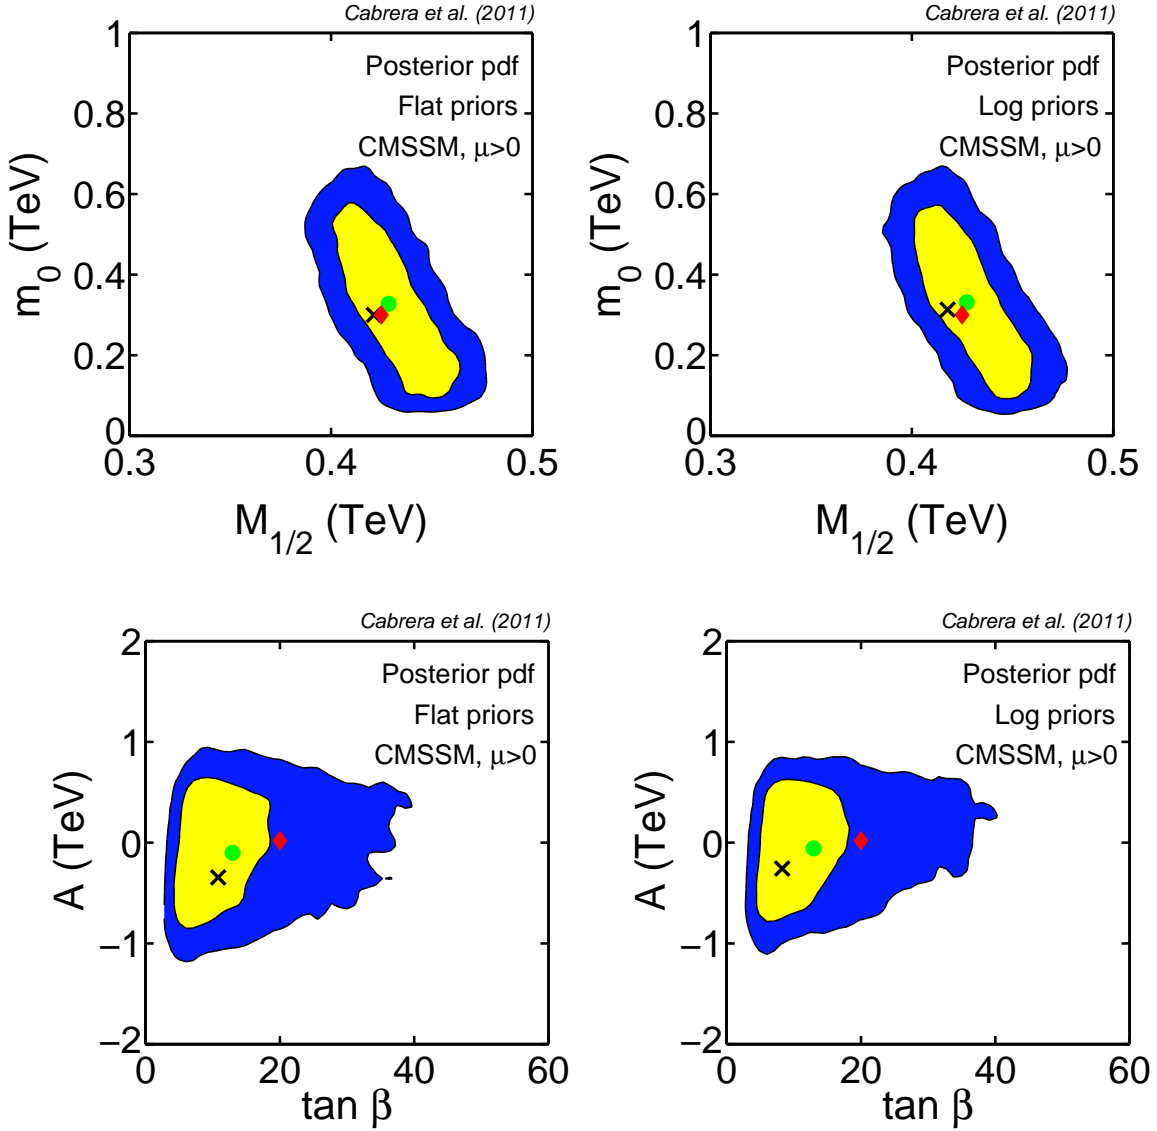 Cabrera et al. (2011)
Posterior pdf
Flat priors
CMSSM, μ>0
1
0.8
0.6
0.4
0.2
0
m0 (TeV)
0.3 0.4 0.5
M1/2 (TeV)
Cabrera et al. (2011)
Posterior pdf
Log priors
CMSSM, μ>0
1
0.8
0.6
0.4
0.2
0
m0 (TeV)
0.3 0.4 0.5
M1/2 (TeV)
Cabrera et al. (2011)
Posterior pdf
Flat priors
CMSSM, μ>0
2
1
0
−1
−2
A (TeV)
0 20 40 60
tan β
Cabrera et al. (2011)
Posterior pdf
Log priors
CMSSM, μ>0
2
1
0
−1
−2
A (TeV)
0 20 40 60
tan β